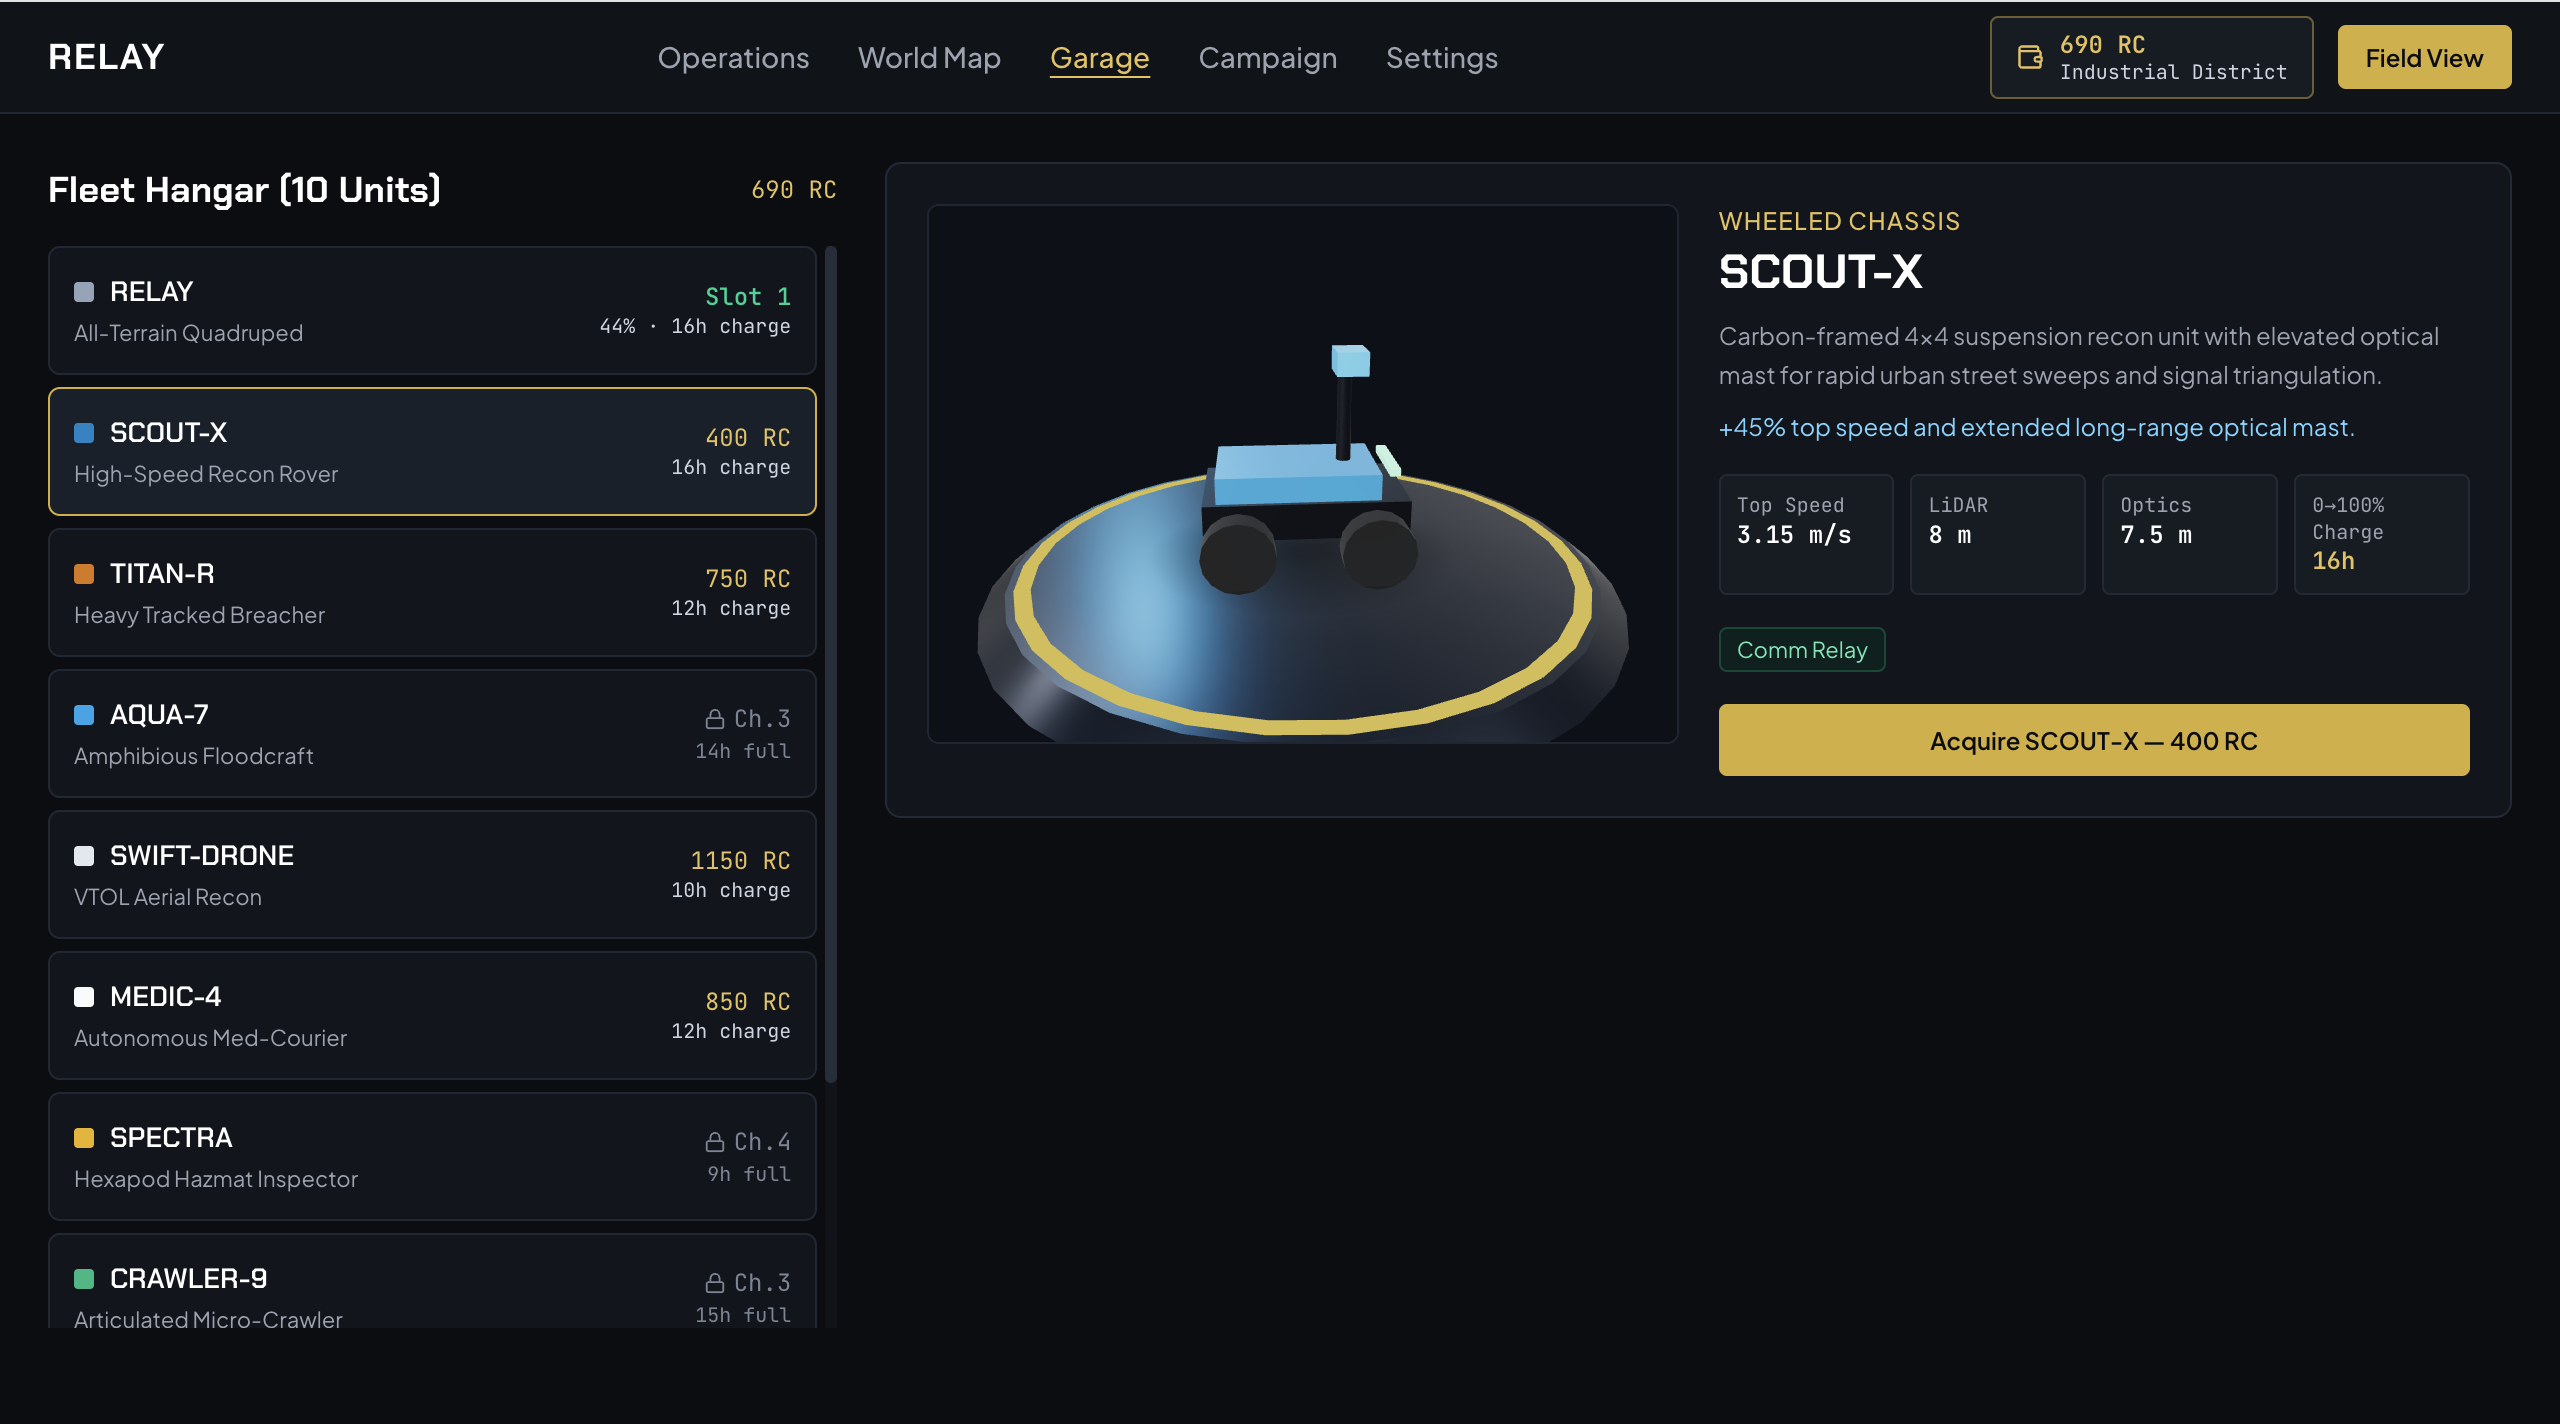 RELAY
Operations
World Map
Garage
Campaign
Settings
690 RC
Industrial District
Field View
Fleet Hangar (10 Units)
690 RC
RELAY
All-Terrain Quadruped
Slot 1
44% · 16h charge
SCOUT-X
High-Speed Recon Rover
400 RC
16h charge
TITAN-R
Heavy Tracked Breacher
750 RC
12h charge
AQUA-7
Amphibious Floodcraft
Ch.3
14h full
SWIFT-DRONE
VTOL Aerial Recon
1150 RC
10h charge
MEDIC-4
Autonomous Med-Courier
850 RC
12h charge
SPECTRA
Hexapod Hazmat Inspector
Ch.4
9h full
CRAWLER-9
Articulated Micro-Crawler
Ch.3
15h full
WHEELED CHASSIS
SCOUT-X
Carbon-framed 4×4 suspension recon unit with elevated optical
mast for rapid urban street sweeps and signal triangulation.
+45% top speed and extended long-range optical mast.
Top Speed
3.15 m/s
LiDAR
8 m
Optics
7.5 m
0→100%
Charge
16h
Comm Relay
Acquire SCOUT-X — 400 RC